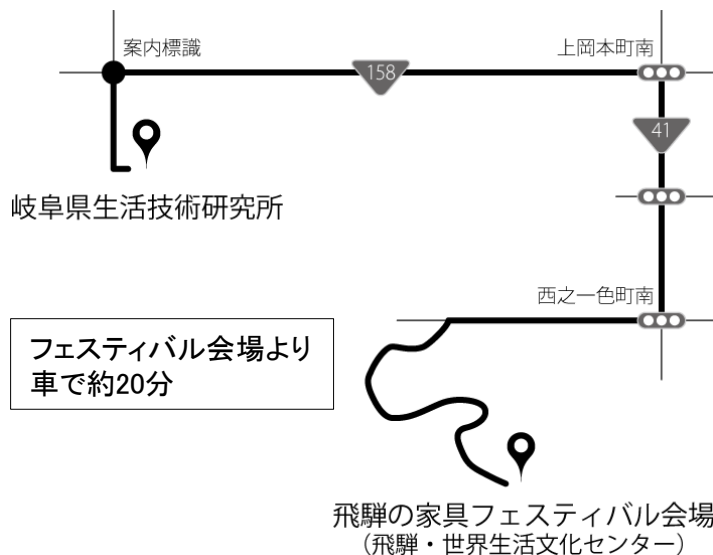 案内標識
上岡本町南
158
41
岐阜県生活技術研究所
西之一色町南
フェスティバル会場より
車で約20分
飛騨の家具フェスティバル会場
（飛騨・世界生活文化センター）